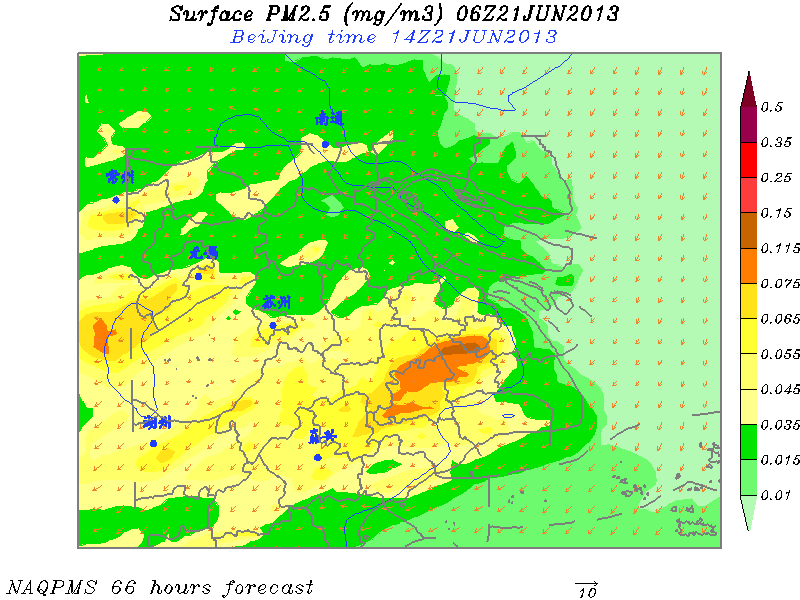 Surface PM2.5 (mg/m3) 06Z21JUN2013
BeiJing time 14Z21JUN2013
南通
常州
无锡
苏州
湖州
嘉兴
0.5
0.35
0.25
0.15
0.115
0.075
0.065
0.055
0.045
0.035
0.015
0.01
NAQPMS 66 hours forecast
10